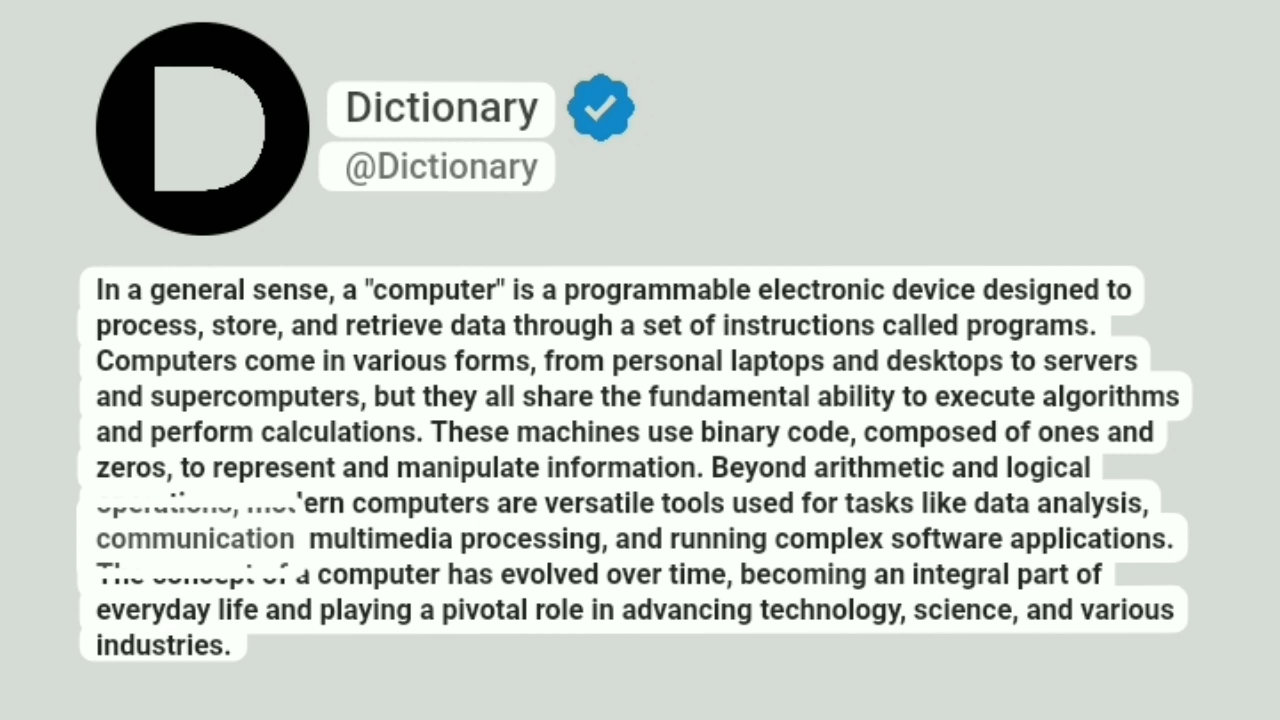 D
Dictionary
@Dictionary
In a general sense, a "computer" is a programmable electronic device designed to
process, store, and retrieve data through a set of instructions called programs.
Computers come in various forms, from personal laptops and desktops to servers
and supercomputers, but they all share the fundamental ability to execute algorithms
and perform calculations. These machines use binary code, composed of ones and
zeros, to represent and manipulate information. Beyond arithmetic and logical
operations, modern computers are versatile tools used for tasks like data analysis,
communication multimedia processing, and running complex software applications.
The concept of a computer has evolved over time, becoming an integral part of
everyday life and playing a pivotal role in advancing technology, science, and various
industries.